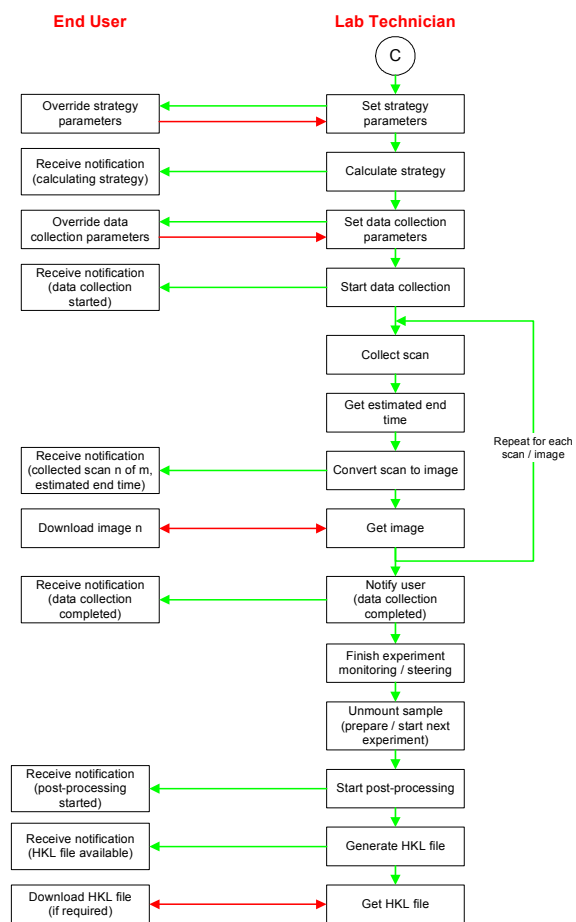 End User
Lab Technician
C
Override strategy
parameters
Set strategy
parameters
Receive notification
(calculating strategy)
Calculate strategy
Override data
collection parameters
Set data collection
parameters
Receive notification
(data collection
started)
Start data collection
Collect scan
Get estimated end
time
Repeat for each
scan / image
Receive notification
(collected scan n of m,
estimated end time)
Convert scan to image
Download image n
Get image
Receive notification
(data collection
completed)
Notify user
(data collection
completed)
Finish experiment
monitoring / steering
Unmount sample
(prepare / start next
experiment)
Receive notification
(post-processing
started)
Start post-processing
Receive notification
(HKL file available)
Generate HKL file
Download HKL file
(if required)
Get HKL file